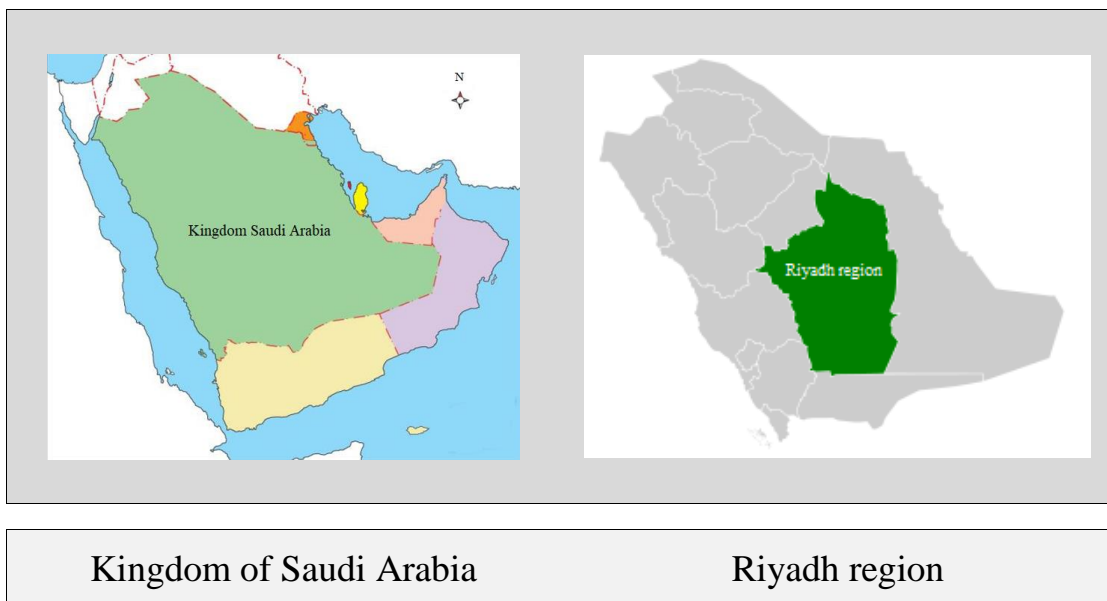 N
Kingdom Saudi Arabia
Riyadh region
Kingdom of Saudi Arabia
Riyadh region